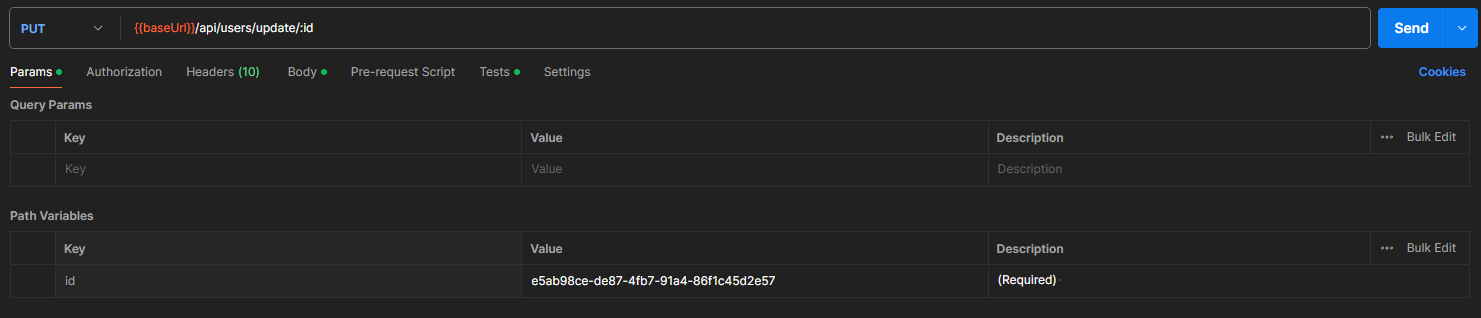 PUT {{baseUrl}}/api/users/update/:id Send
Params Authorization Headers (10) Body Pre-request Script Tests Settings Cookies
Query Params
Key Value Description ••• Bulk Edit
Key Value Description
Path Variables
Key Value Description ••• Bulk Edit
id e5ab98ce-de87-4fb7-91a4-86f1c45d2e57 (Required)